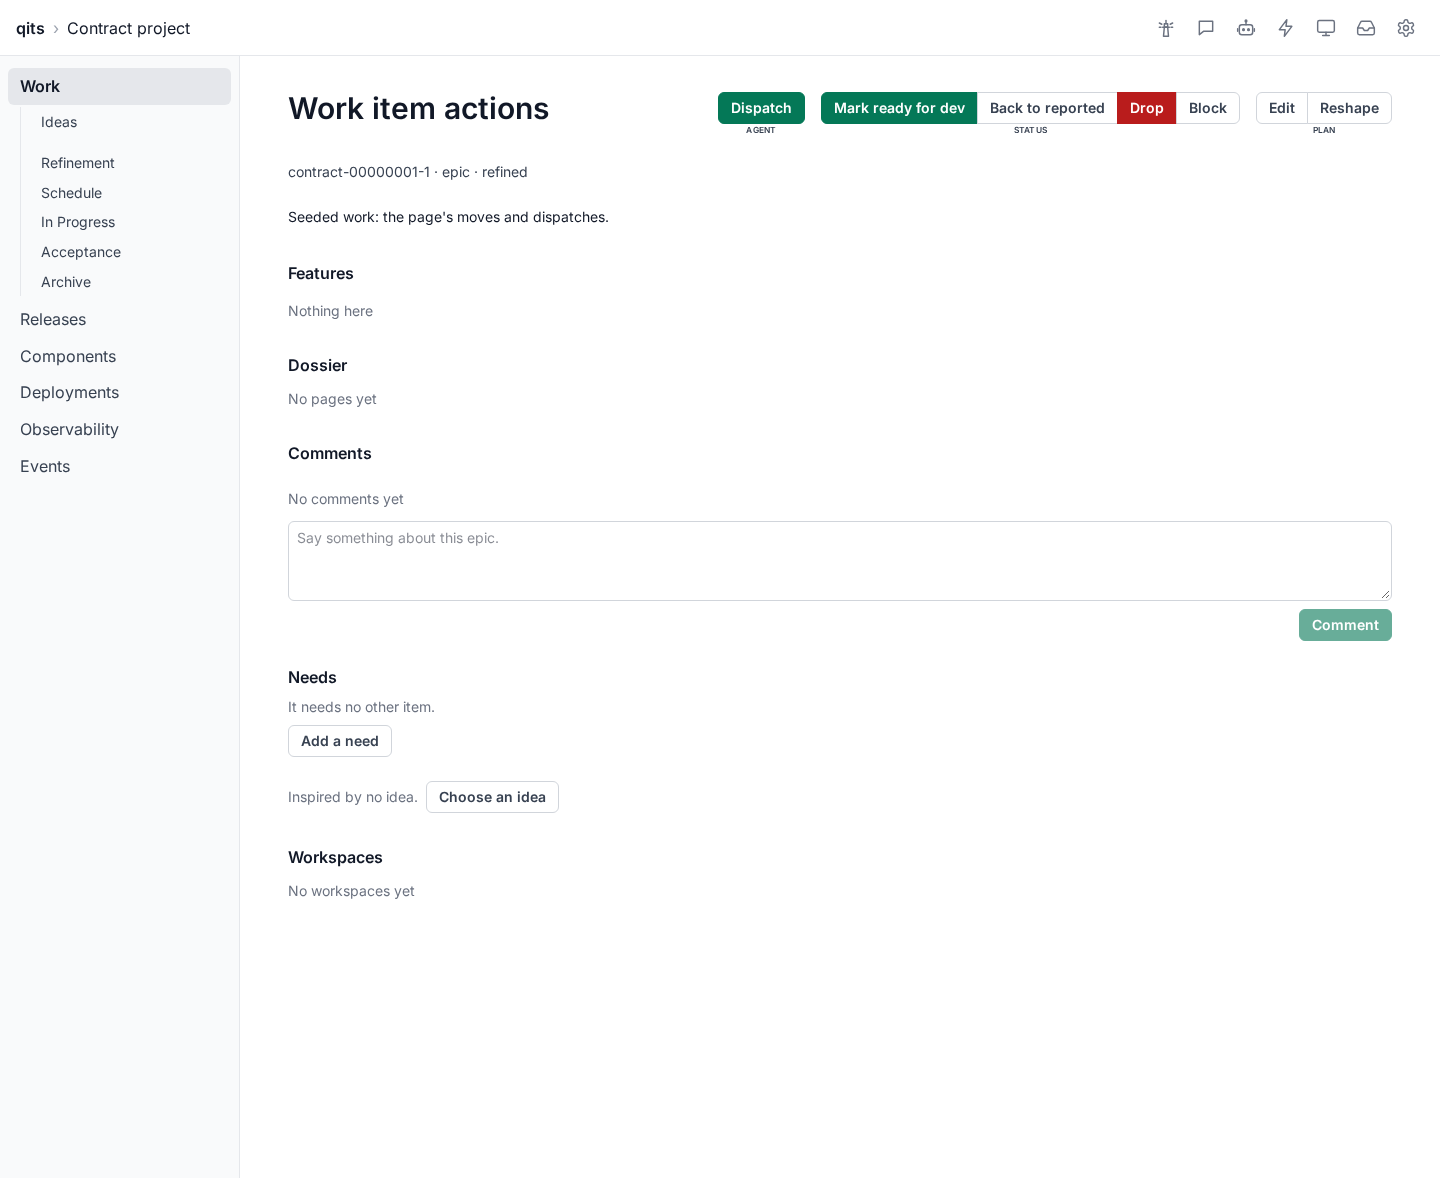 qits › Contract project
Work
Ideas
Refinement
Schedule
In Progress
Acceptance
Archive
Releases
Components
Deployments
Observability
Events
Work item actions
Dispatch
AGENT
Mark ready for dev Back to reported Drop Block
STATUS
Edit Reshape
PLAN
contract-00000001-1 · epic · refined
Seeded work: the page's moves and dispatches.
Features
Nothing here
Dossier
No pages yet
Comments
No comments yet
Say something about this epic.
Comment
Needs
It needs no other item.
Add a need
Inspired by no idea. Choose an idea
Workspaces
No workspaces yet